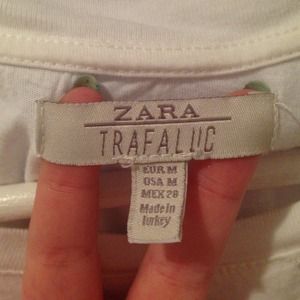 ZARA
TRAFALUC
EUR M
USA M
MEX 28
Made in
Turkey